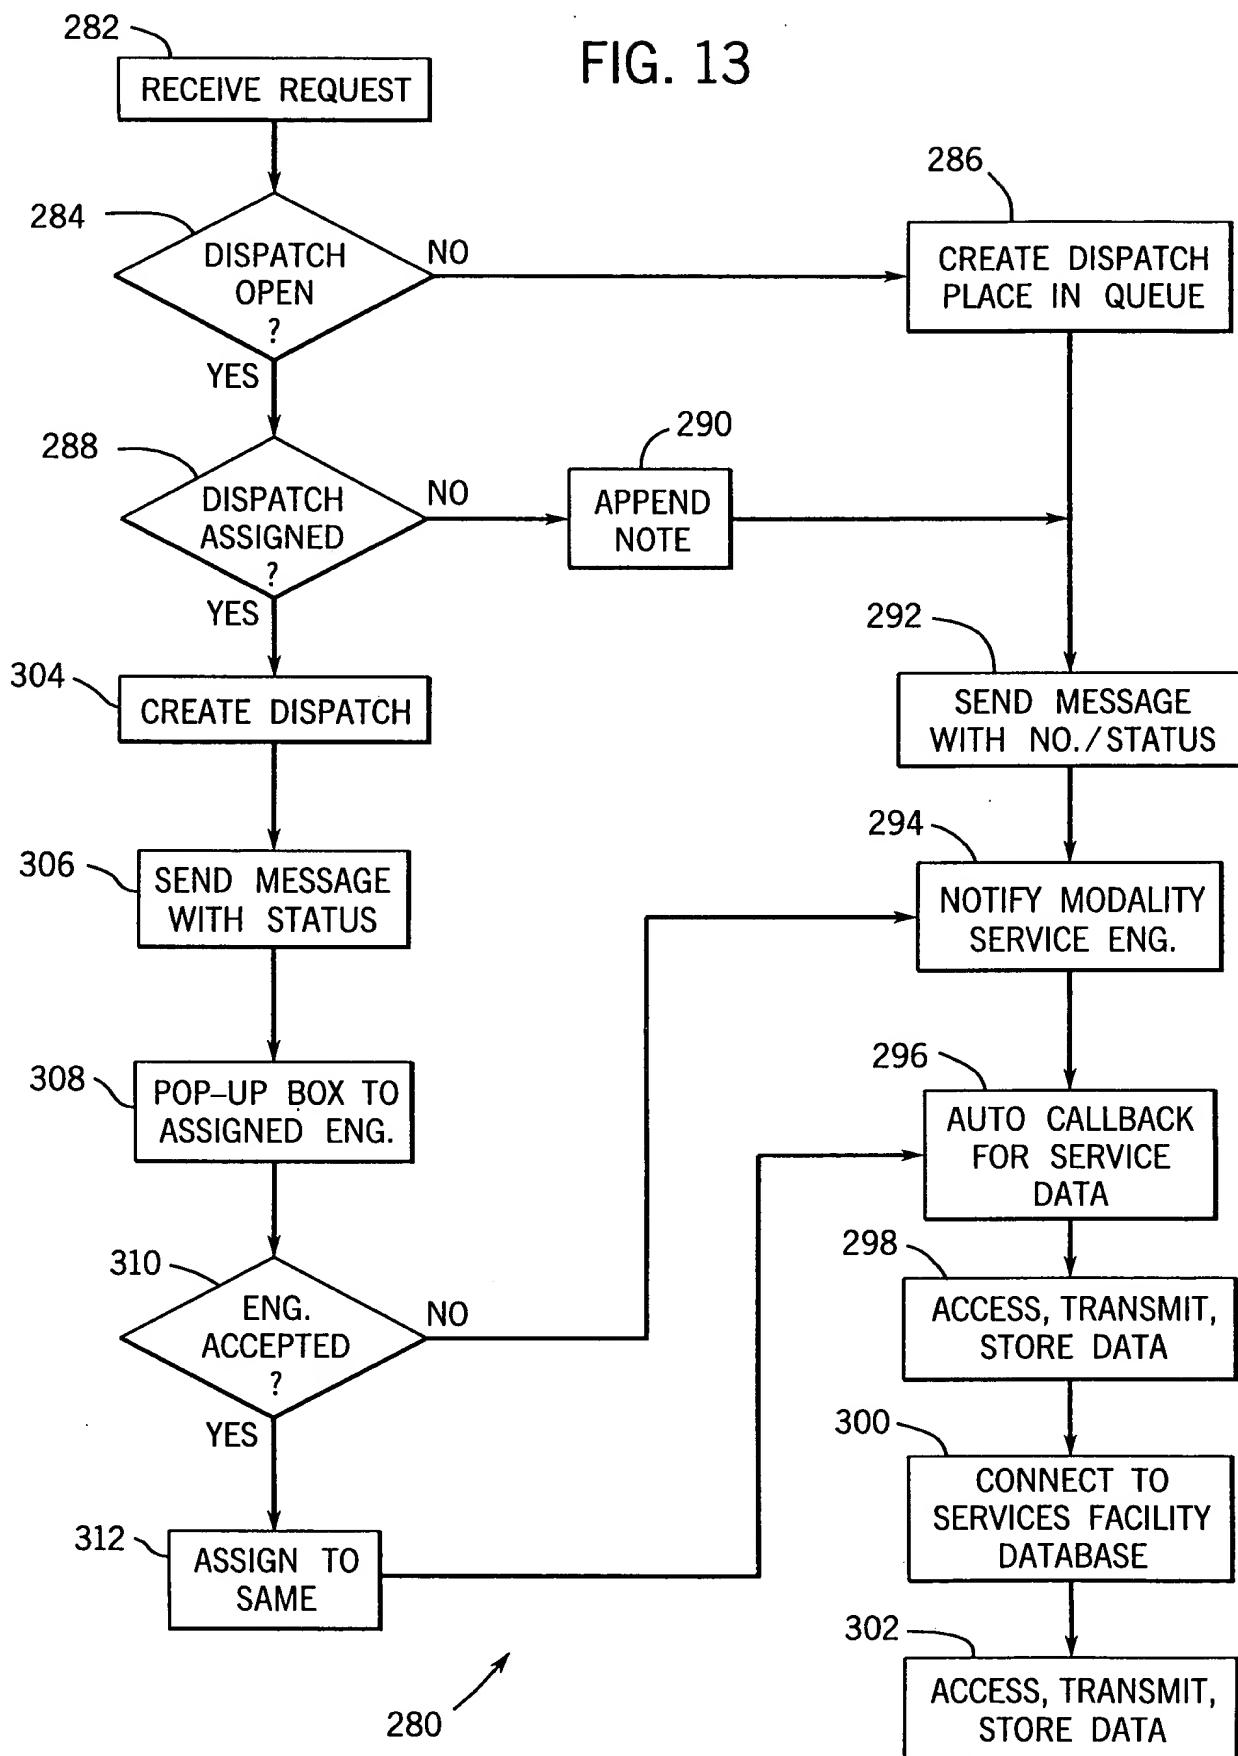 FIG. 13
282
RECEIVE REQUEST
284
DISPATCH
OPEN
?
NO
YES
286
CREATE DISPATCH
PLACE IN QUEUE
288
DISPATCH
ASSIGNED
?
NO
YES
290
APPEND
NOTE
292
SEND MESSAGE
WITH NO./STATUS
304
CREATE DISPATCH
294
NOTIFY MODALITY
SERVICE ENG.
306
SEND MESSAGE
WITH STATUS
296
AUTO CALLBACK
FOR SERVICE
DATA
308
POP-UP BOX TO
ASSIGNED ENG.
298
ACCESS, TRANSMIT,
STORE DATA
310
ENG.
ACCEPTED
?
NO
YES
300
CONNECT TO
SERVICES FACILITY
DATABASE
312
ASSIGN TO
SAME
302
ACCESS, TRANSMIT,
STORE DATA
280